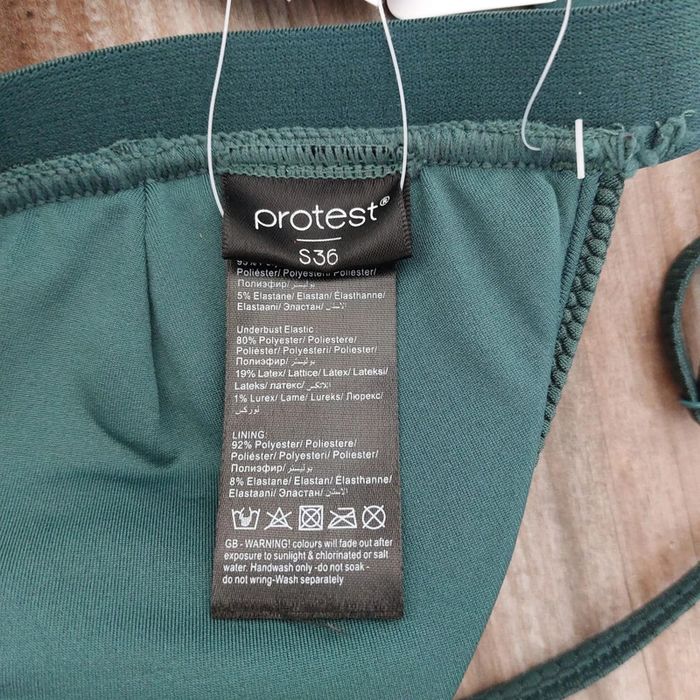 protest®
S36
95%
Poliéster/ Polyesteri/ Poliester/
Полиэфир/ بوليستر/
5% Elastane/ Elastan/ Élasthanne/
Elastaani/ Эластан/ الاستان/
Underbust Elastic :
80% Polyester/ Poliestere/
Poliéster/ Polyesteri/ Poliester/
Полиэфир/ بوليستر/
19% Latex/ Lattice/ Látex/ Lateksi/
Lateks/ латекс/ اللاتكس/
1% Lurex/ Lame/ Lureks/ Люрекс/
لوركس/
LINING:
92% Polyester/ Poliestere/
Poliéster/ Polyesteri/ Poliester/
Полиэфир/ بوليستر/
8% Elastane/ Elastan/ Élasthanne/
Elastaani/ Эластан/ الاستان/
GB - WARNING! colours will fade out after
exposure to sunlight & chlorinated or salt
water. Handwash only -do not soak -
do not wring-Wash separately